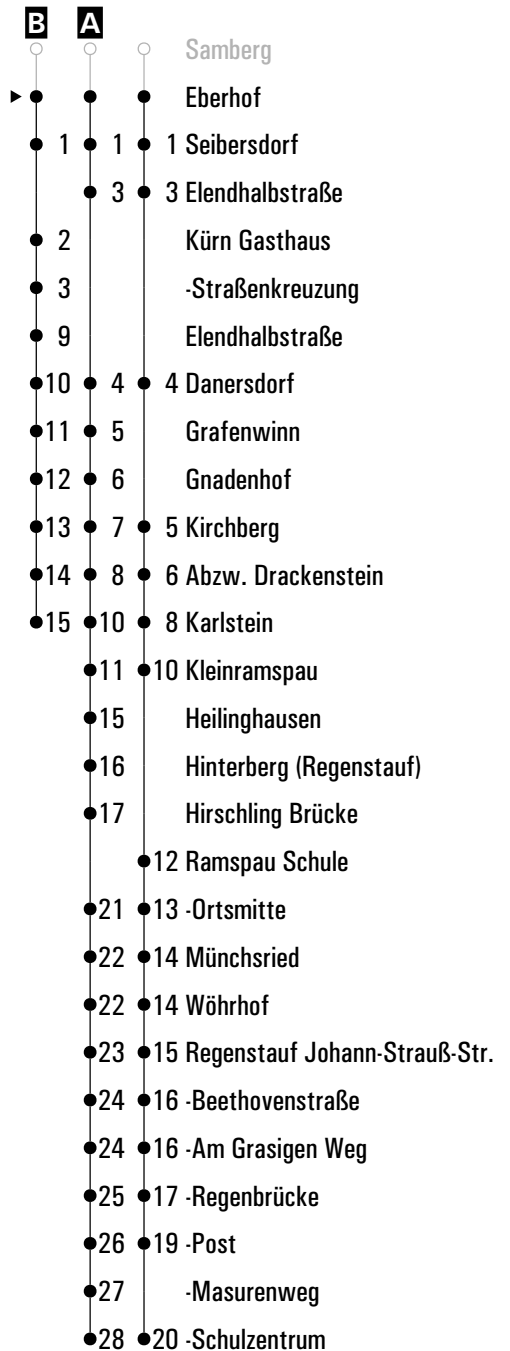 B A
Samberg
Eberhof
1 1 1 Seibersdorf
3 3 Elendhalbstraße
2 Kürn Gasthaus
3 -Straßenkreuzung
9 Elendhalbstraße
10 4 4 Danersdorf
11 5 Grafenwinn
12 6 Gnadenhof
13 7 5 Kirchberg
14 8 6 Abzw. Drackenstein
15 10 8 Karlstein
11 10 Kleinramspau
15 Heilinghausen
16 Hinterberg (Regenstauf)
17 Hirschling Brücke
12 Ramspau Schule
21 13 -Ortsmitte
22 14 Münchsried
22 14 Wöhrhof
23 15 Regenstauf Johann-Strauß-Str.
24 16 -Beethovenstraße
24 16 -Am Grasigen Weg
25 17 -Regenbrücke
26 19 -Post
27 -Masurenweg
28 20 -Schulzentrum